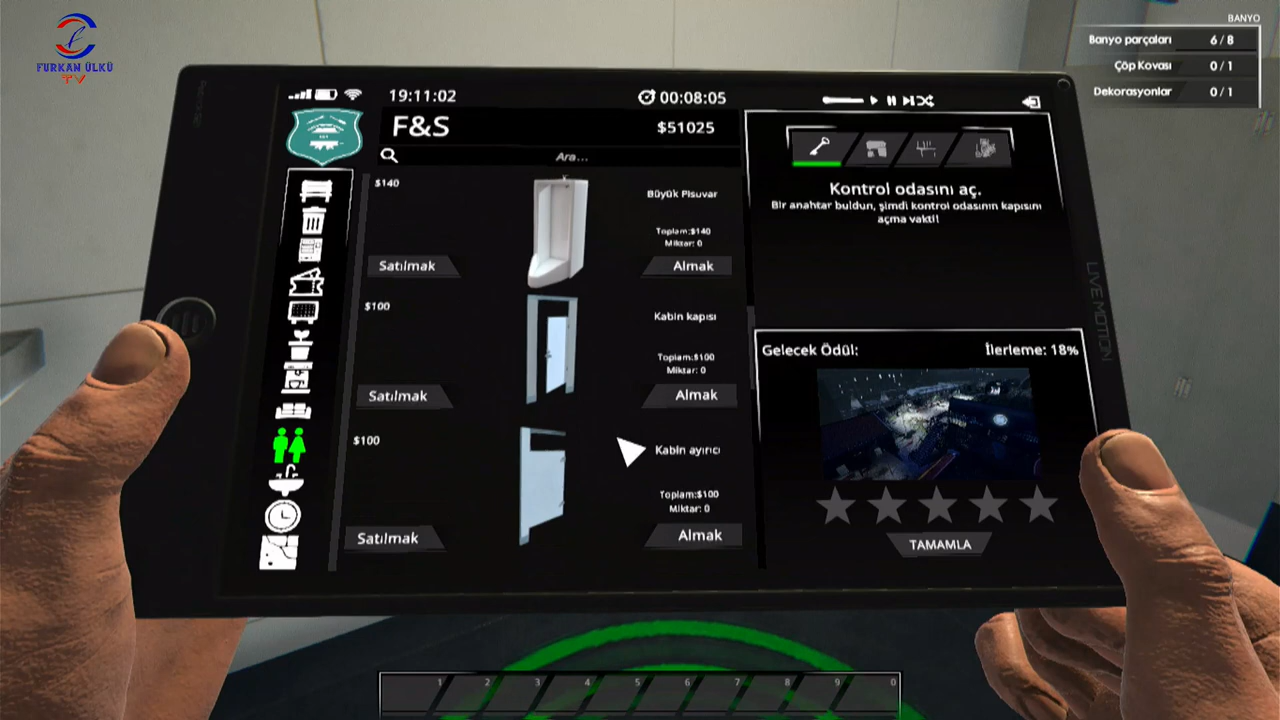 FURKAN ÜLKÜ
TV
BANYO
Banyo parçaları 6 / 8
Çöp Kovası 0 / 1
Dekorasyonlar 0 / 1
19:11:02
00:08:05
F&S
$51025
Ara...
$140
Büyük Pisuvar
Toplam:$140
Miktar: 0
Satılmak
Almak
$100
Kabin kapısı
Toplam:$100
Miktar: 0
Satılmak
Almak
$100
Kabin ayırıcı
Toplam:$100
Miktar: 0
Satılmak
Almak
Kontrol odasını aç.
Bir anahtar buldun, şimdi kontrol odasının kapısını
açma vakti!
Gelecek Ödül:
İlerleme: 18%
TAMAMLA
LIVE MOTION
1 2 3 4 5 6 7 8 9 0